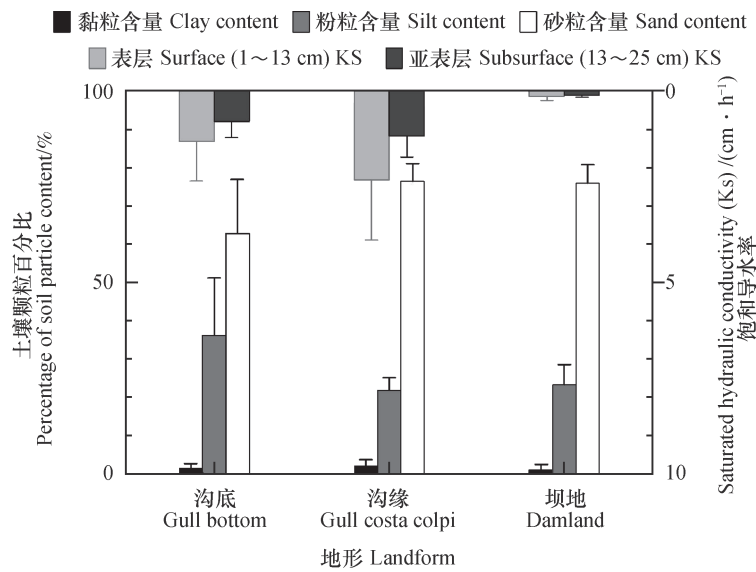 黏粒含量 Clay content 粉粒含量 Silt content 砂粒含量 Sand content
表层 Surface (1～13 cm) KS 亚表层 Subsurface (13～25 cm) KS
土壤颗粒百分比
Percentage of soil particle content/%
100
50
0
0
5
10
Saturated hydraulic conductivity (Ks) /(cm·h⁻¹)
饱和导水率
沟底 沟缘 坝地
Gull bottom Gull costa colpi Damland
地形 Landform